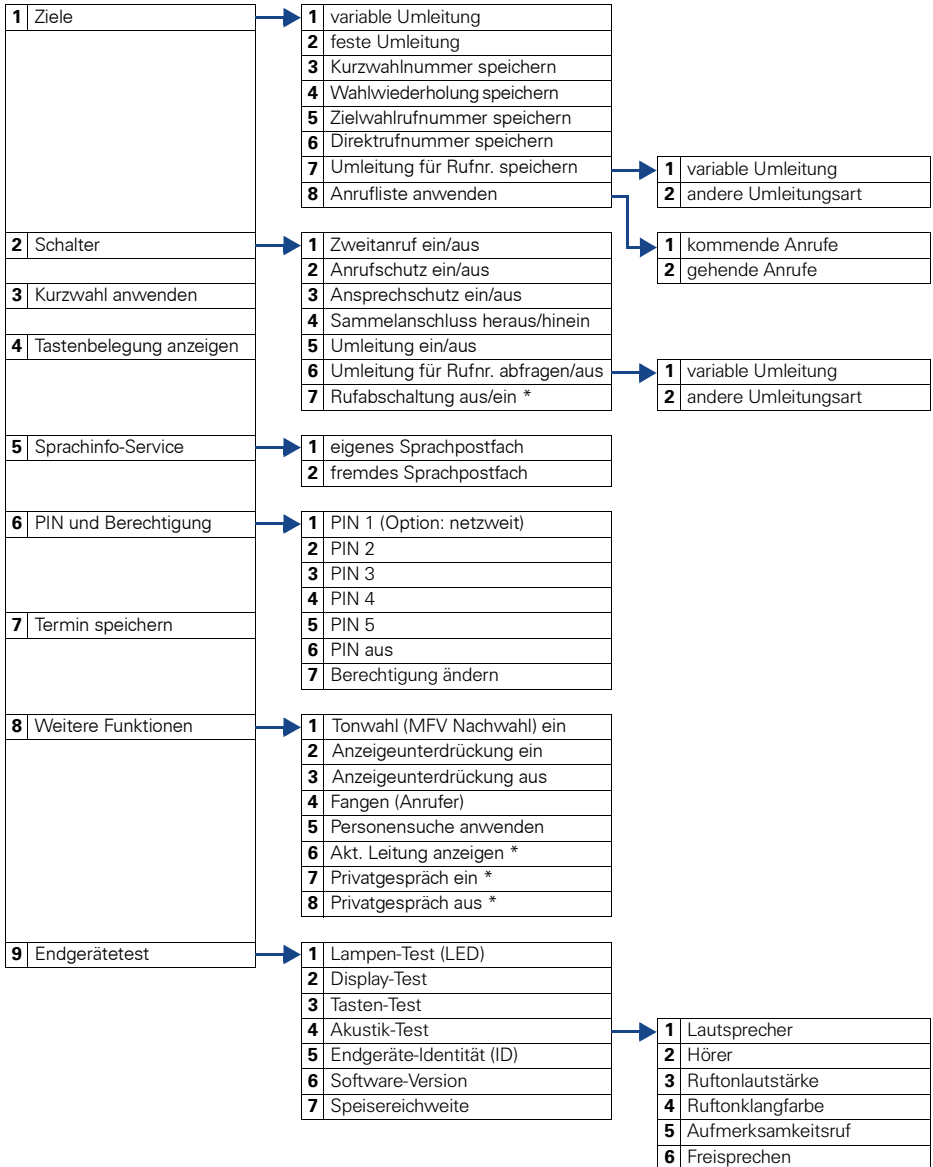 1 Ziele
1 variable Umleitung
2 feste Umleitung
3 Kurzwahlnummer speichern
4 Wahlwiederholung speichern
5 Zielwahlrufnummer speichern
6 Direktrufnummer speichern
7 Umleitung für Rufnr. speichern
1 variable Umleitung
2 andere Umleitungsart
8 Anrufliste anwenden
1 kommende Anrufe
2 gehende Anrufe
2 Schalter
1 Zweitanruf ein/aus
2 Anrufschutz ein/aus
3 Ansprechschutz ein/aus
4 Sammelanschluss heraus/hinein
5 Umleitung ein/aus
6 Umleitung für Rufnr. abfragen/aus
1 variable Umleitung
2 andere Umleitungsart
7 Rufabschaltung aus/ein *
3 Kurzwahl anwenden
4 Tastenbelegung anzeigen
5 Sprachinfo-Service
1 eigenes Sprachpostfach
2 fremdes Sprachpostfach
6 PIN und Berechtigung
1 PIN 1 (Option: netzweit)
2 PIN 2
3 PIN 3
4 PIN 4
5 PIN 5
6 PIN aus
7 Berechtigung ändern
7 Termin speichern
8 Weitere Funktionen
1 Tonwahl (MFV Nachwahl) ein
2 Anzeigeunterdrückung ein
3 Anzeigeunterdrückung aus
4 Fangen (Anrufer)
5 Personensuche anwenden
6 Akt. Leitung anzeigen *
7 Privatgespräch ein *
8 Privatgespräch aus *
9 Endgerätetest
1 Lampen-Test (LED)
2 Display-Test
3 Tasten-Test
4 Akustik-Test
1 Lautsprecher
2 Hörer
3 Ruftonlautstärke
4 Ruftonklangfarbe
5 Aufmerksamkeitsruf
6 Freisprechen
5 Endgeräte-Identität (ID)
6 Software-Version
7 Speisereichweite